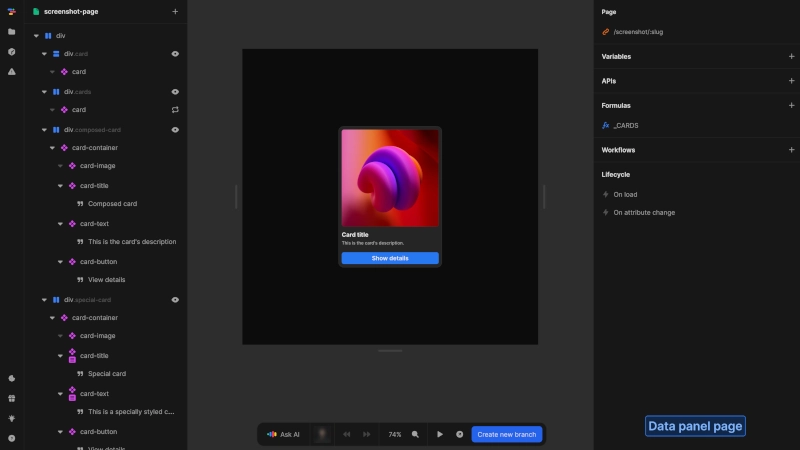 screenshot-page
div
div.card
card
div.cards
card
div.composed-card
card-container
card-image
card-title
Composed card
card-text
This is the card's description
card-button
View details
div.special-card
card-container
card-image
card-title
Special card
card-text
This is a specially styled c...
card-button
View details
Card title
This is the card's description.
Show details
Ask AI
74%
Create new branch
Page
/screenshot/:slug
Variables
APIs
Formulas
_CARDS
Workflows
Lifecycle
On load
On attribute change
Data panel page